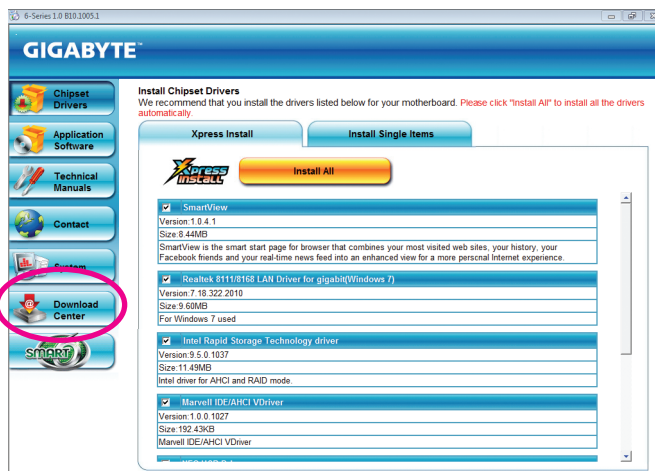 6-Series 1.0 B10.1005.1
GIGABYTE™
Chipset
Drivers
Application
Software
Technical
Manuals
Contact
System
Download
Center
SMART
Install Chipset Drivers
We recommend that you install the drivers listed below for your motherboard. Please click "Install All" to install all the drivers
automatically.
Xpress Install
Install Single Items
Xpress
INSTALL
Install All
SmartView
Version:1.0.4.1
Size:8.44MB
SmartView is the smart start page for browser that combines your most visited web sites, your history, your
Facebook friends and your real-time news feed into an enhanced view for a more personal Internet experience.
Realtek 8111/8168 LAN Driver for gigabit(Windows 7)
Version:7.18.322.2010
Size:9.60MB
For Windows 7 used
Intel Rapid Storage Technology driver
Version:9.5.0.1037
Size:11.49MB
Intel driver for AHCI and RAID mode.
Marvell IDE/AHCI VDriver
Version:1.0.0.1027
Size:192.43KB
Marvell IDE/AHCI VDriver